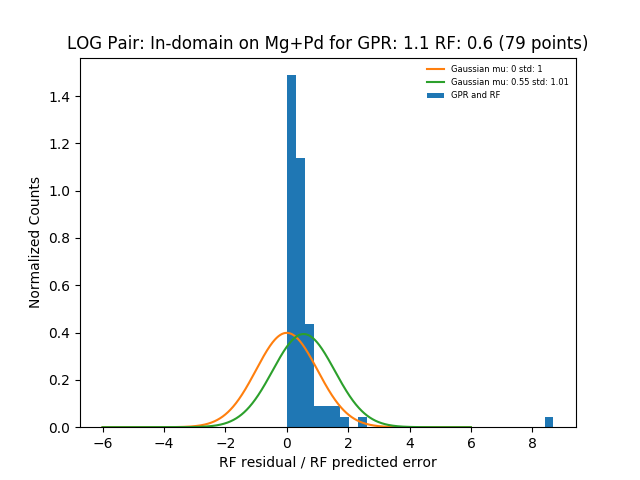 LOG Pair: In-domain on Mg+Pd for GPR: 1.1 RF: 0.6 (79 points)
Gaussian mu: 0 std: 1
Gaussian mu: 0.55 std: 1.01
GPR and RF
Normalized Counts
1.4
1.2
1.0
0.8
0.6
0.4
0.2
0.0
−6 −4 −2 0 2 4 6 8
RF residual / RF predicted error